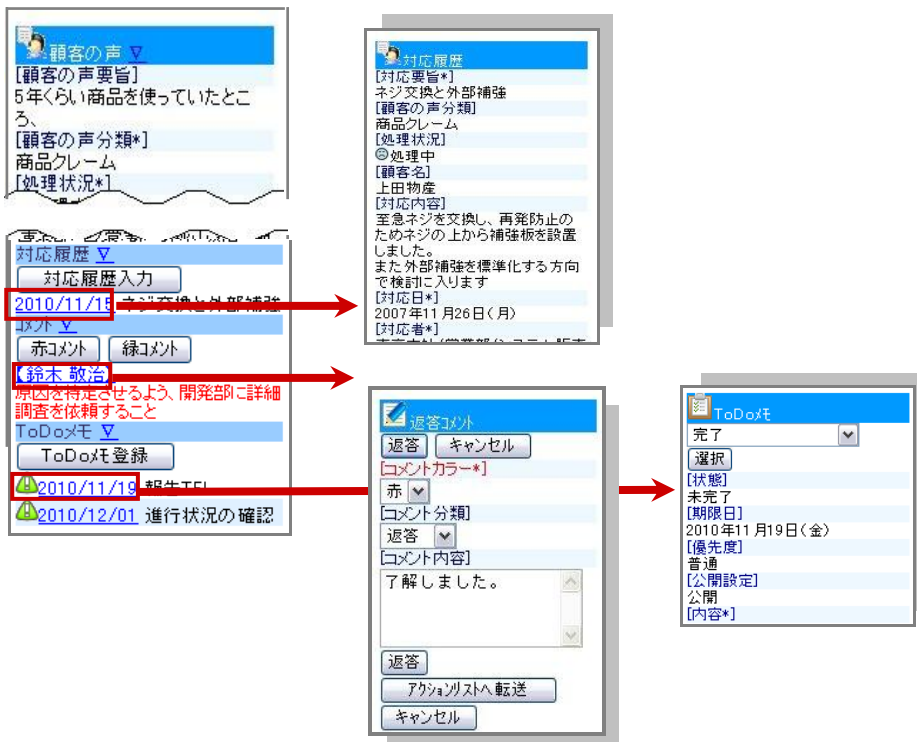 顧客の声 ▽
[顧客の声要旨]
5年くらい商品を使っていたとこ
ろ、
[顧客の声分類*]
商品クレーム
[処理状況*]
対応履歴 ▽
対応履歴入力
2010/11/15 ネジ交換と外部補強
コメント ▽
赤コメント 緑コメント
【鈴木 敬治】
原因を特定させるよう、開発部に詳細
調査を依頼すること
ToDoメモ ▽
ToDoメモ登録
2010/11/19 報告TEL
2010/12/01 進行状況の確認
対応履歴
[対応要旨*]
ネジ交換と外部補強
[顧客の声分類]
商品クレーム
[処理状況]
処理中
[顧客名]
上田物産
[対応内容]
至急ネジを交換し、再発防止の
ためネジの上から補強板を設置
しました。
また外部補強を標準化する方向
で検討に入ります
[対応日*]
2007年11月26日(月)
[対応者*]
返答コメント
返答 キャンセル
[コメントカラー*]
赤
[コメント分類]
返答
[コメント内容]
了解しました。
返答
アクションリストへ転送
キャンセル
ToDoメモ
完了
選択
[状態]
未完了
[期限日]
2010年11月19日(金)
[優先度]
普通
[公開設定]
公開
[内容*]